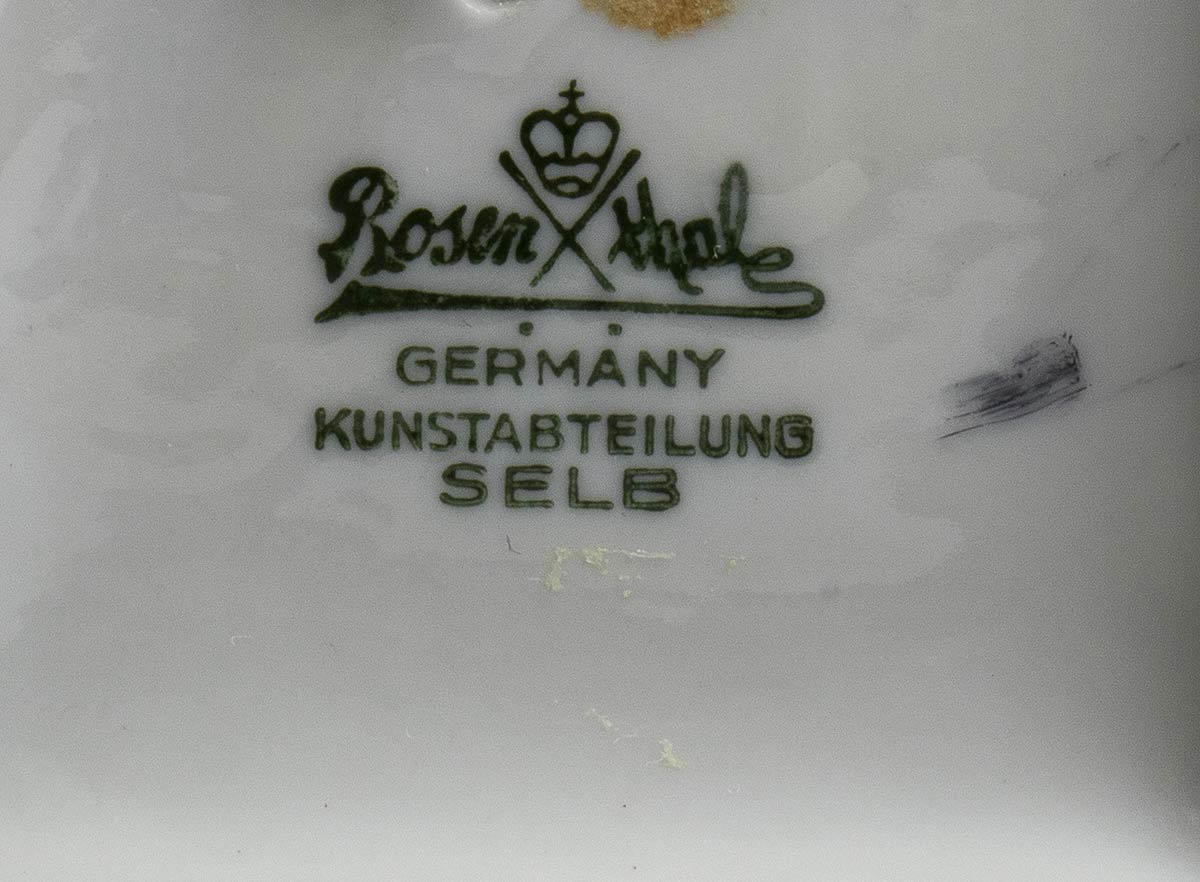 Rosenthal
GERMANY
KUNSTABTEILUNG
SELB